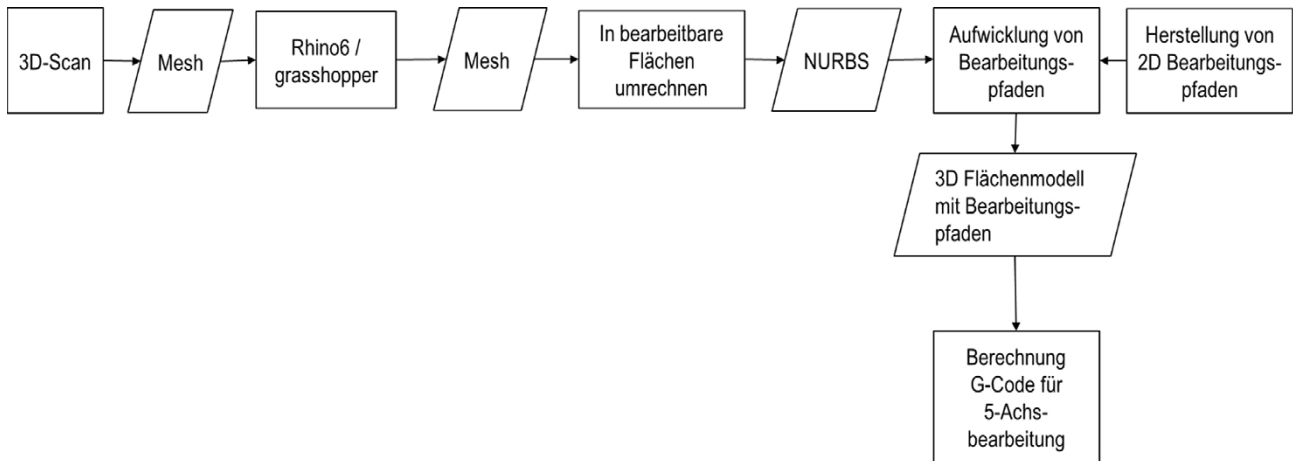 3D-Scan
Mesh
Rhino6 /
grasshopper
Mesh
In bearbeitbare
Flächen
umrechnen
NURBS
Aufwicklung von
Bearbeitungs-
pfaden
Herstellung von
2D Bearbeitungs-
pfaden
3D Flächenmodell
mit Bearbeitungs-
pfaden
Berechnung
G-Code für
5-Achs-
bearbeitung